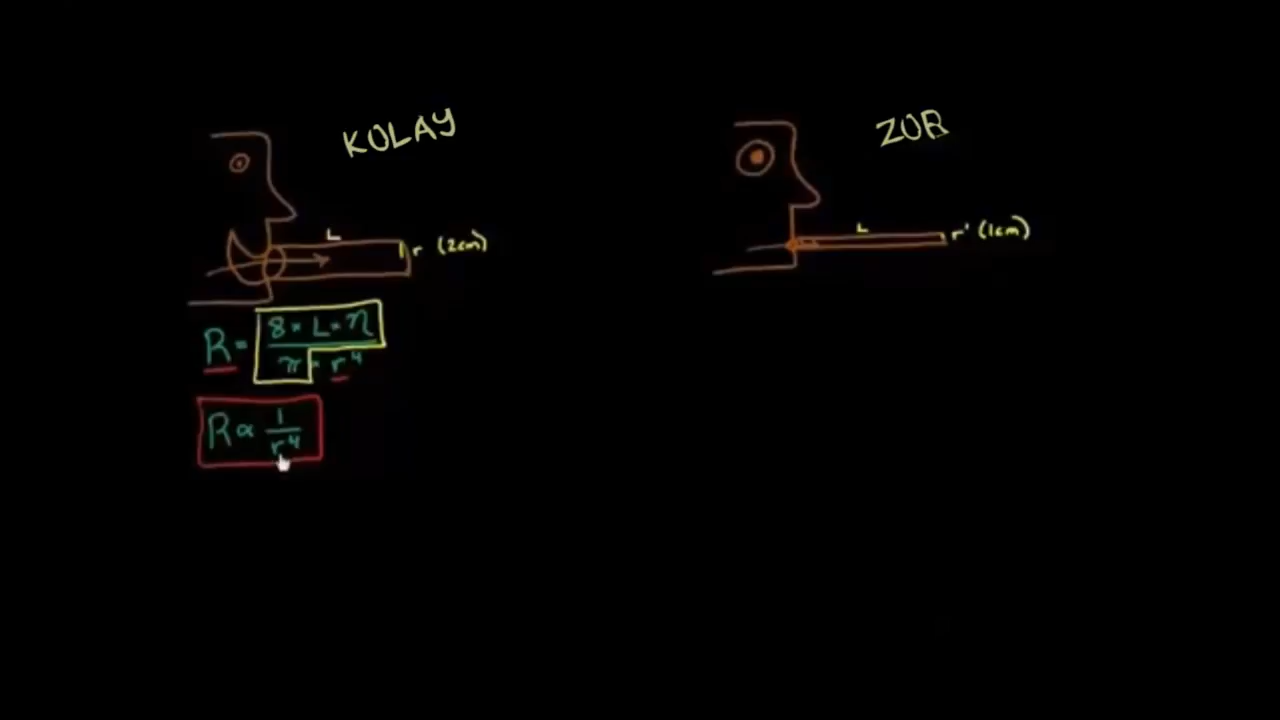 KOLAY
L
r (2cm)
R = 8 × L × η / π × r⁴
R ∝ 1 / r⁴
ZOR
L
r' (1cm)